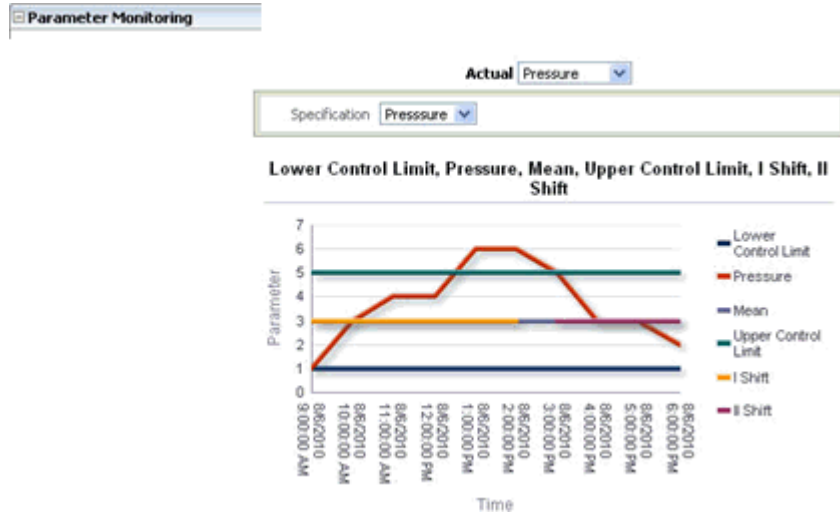 Parameter Monitoring
Actual Pressure
Specification Presssure
Lower Control Limit, Pressure, Mean, Upper Control Limit, I Shift, II
Shift
7
6
5
4
3
2
1
0
Parameter
Lower
Control Limit
Pressure
Mean
Upper Control
Limit
I Shift
II Shift
8/6/2010
9:00:00 AM
8/6/2010
10:00:00 AM
8/6/2010
11:00:00 AM
8/6/2010
12:00:00 PM
8/6/2010
1:00:00 PM
8/6/2010
2:00:00 PM
8/6/2010
3:00:00 PM
8/6/2010
4:00:00 PM
8/6/2010
5:00:00 PM
8/6/2010
6:00:00 PM
Time